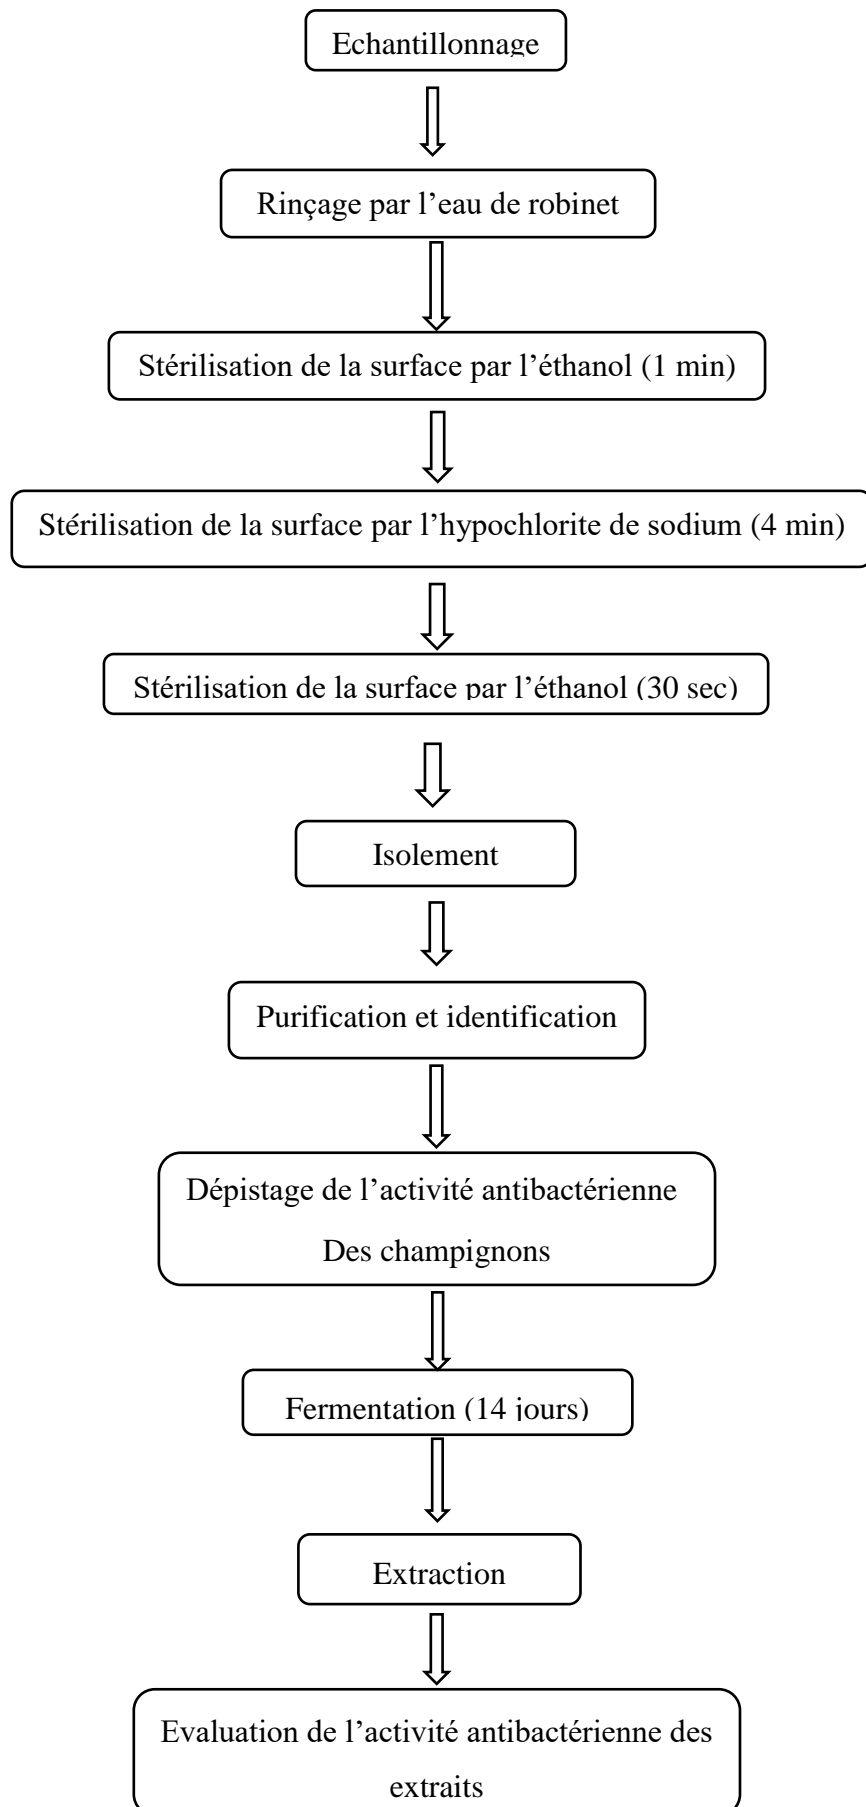 Echantillonnage
Rinçage par l’eau de robinet
Stérilisation de la surface par l’éthanol (1 min)
Stérilisation de la surface par l’hypochlorite de sodium (4 min)
Stérilisation de la surface par l’éthanol (30 sec)
Isolement
Purification et identification
Dépistage de l’activité antibactérienne
Des champignons
Fermentation (14 jours)
Extraction
Evaluation de l’activité antibactérienne des
extraits